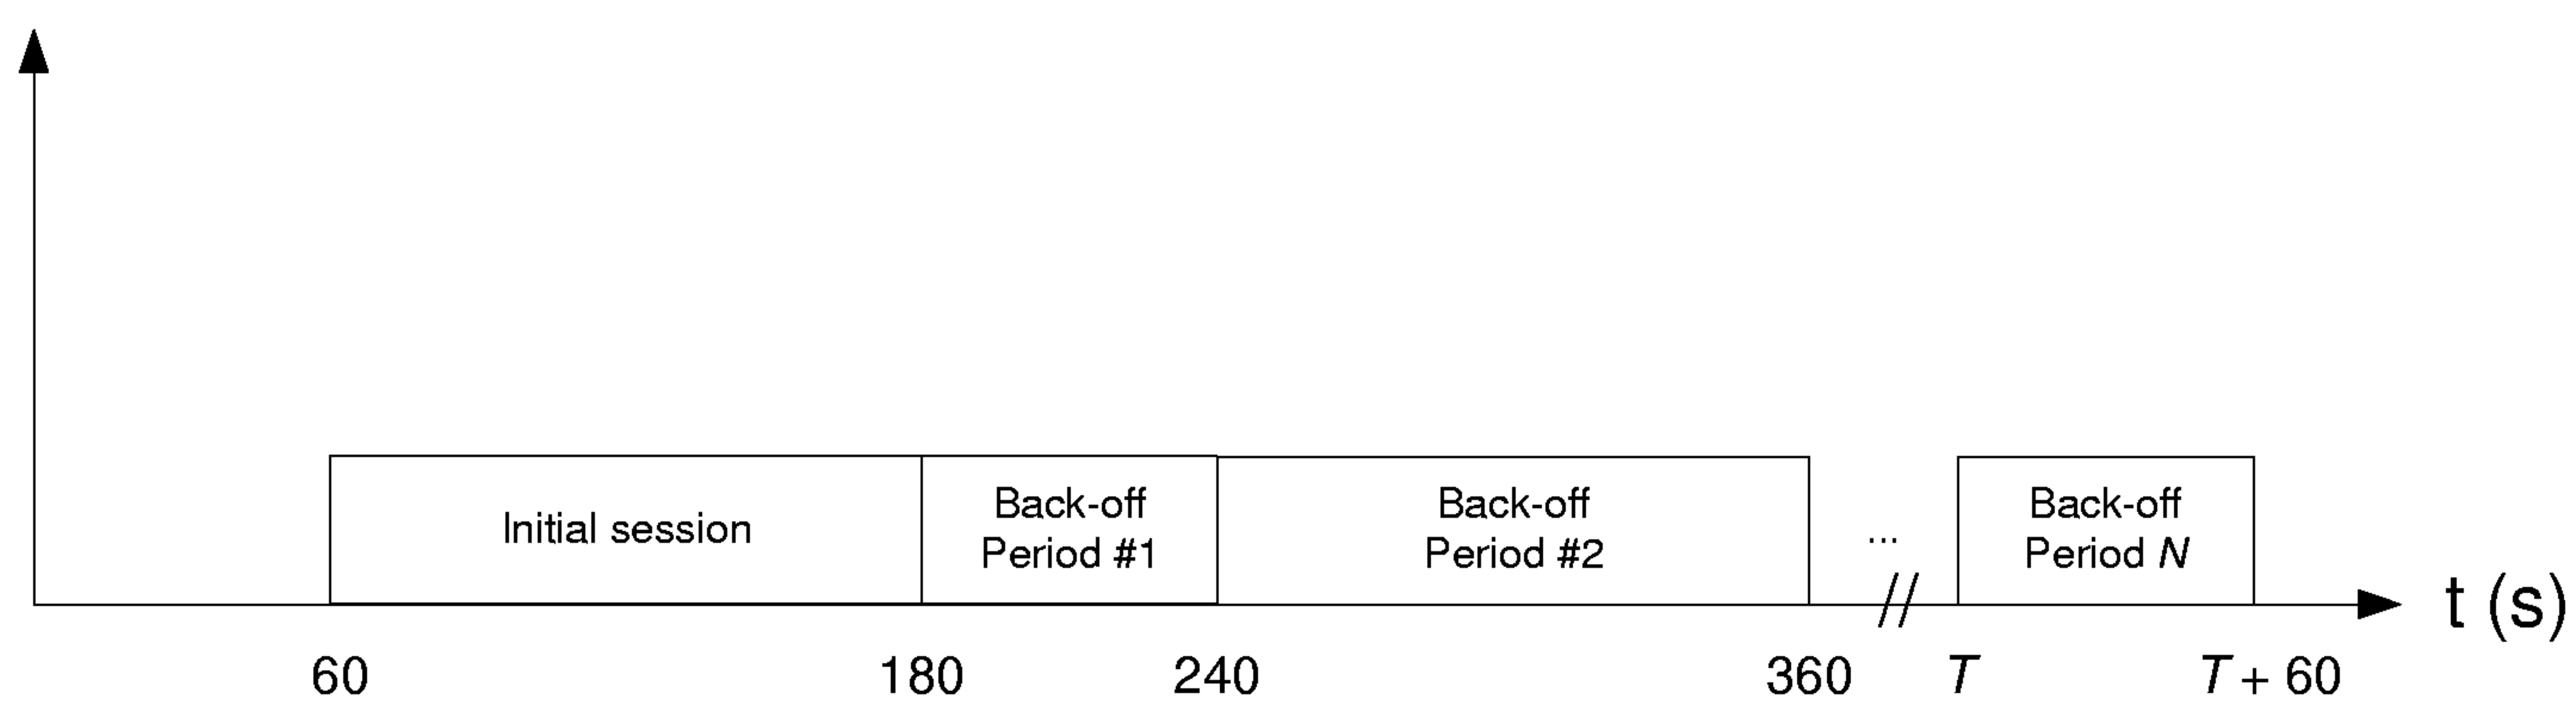 Initial session
Back-off
Period #1
Back-off
Period #2
...
//
Back-off
Period N
t (s)
60
180
240
360
T
T + 60